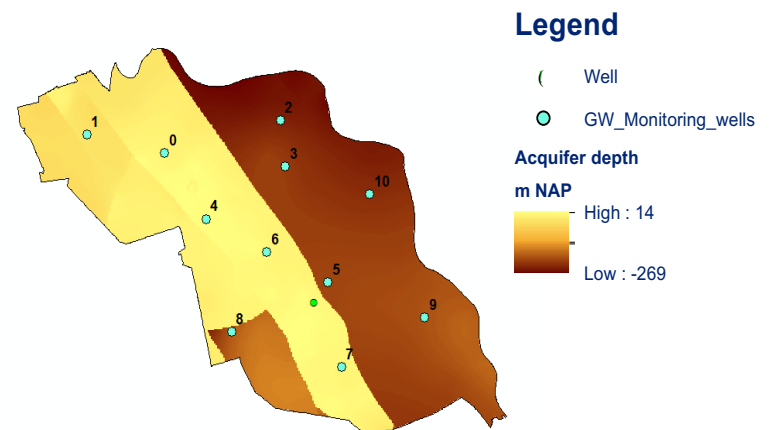 Legend
Well
GW_Monitoring_wells
Acquifer depth
m NAP
High : 14
Low : -269
1
0
2
3
10
4
6
5
9
8
7